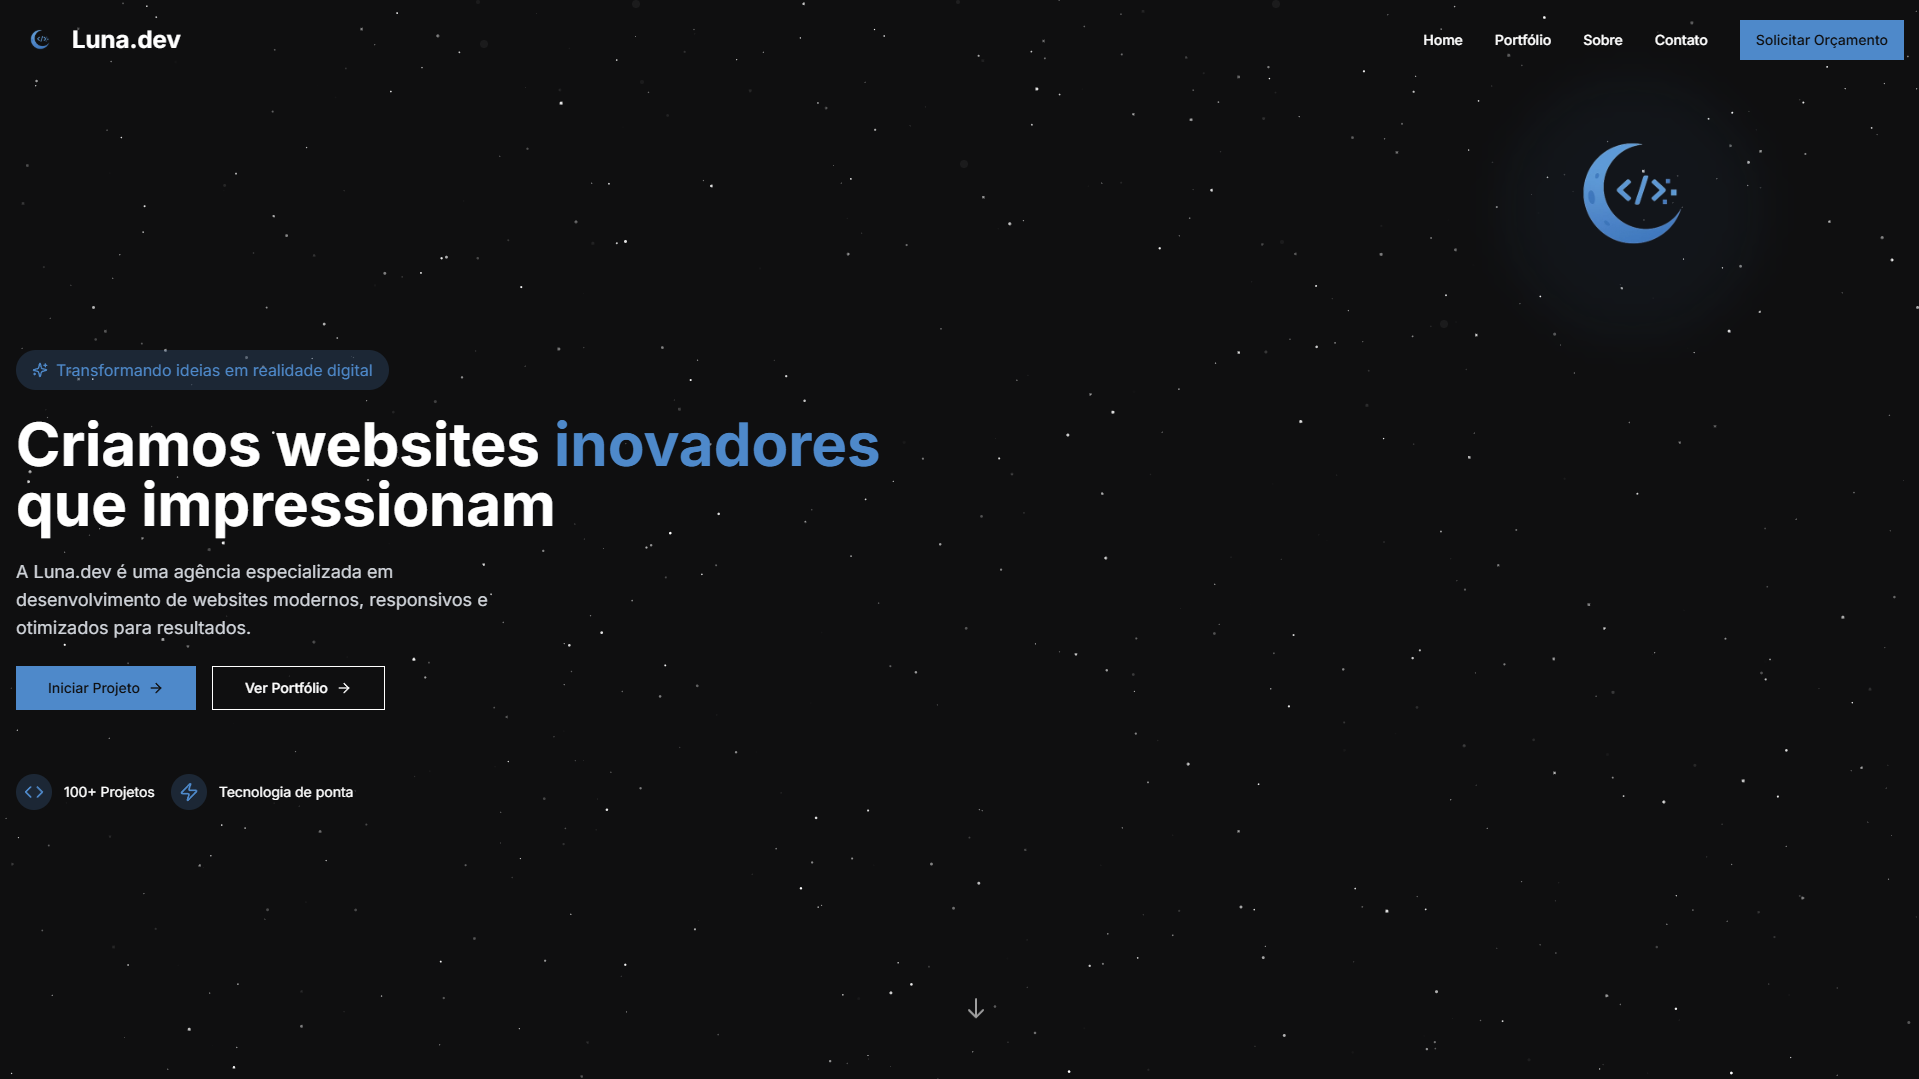 Luna.dev
Home
Portfólio
Sobre
Contato
Solicitar Orçamento
</>
Transformando ideias em realidade digital
Criamos websites inovadores
que impressionam
A Luna.dev é uma agência especializada em
desenvolvimento de websites modernos, responsivos e
otimizados para resultados.
Iniciar Projeto
Ver Portfólio
100+ Projetos
Tecnologia de ponta